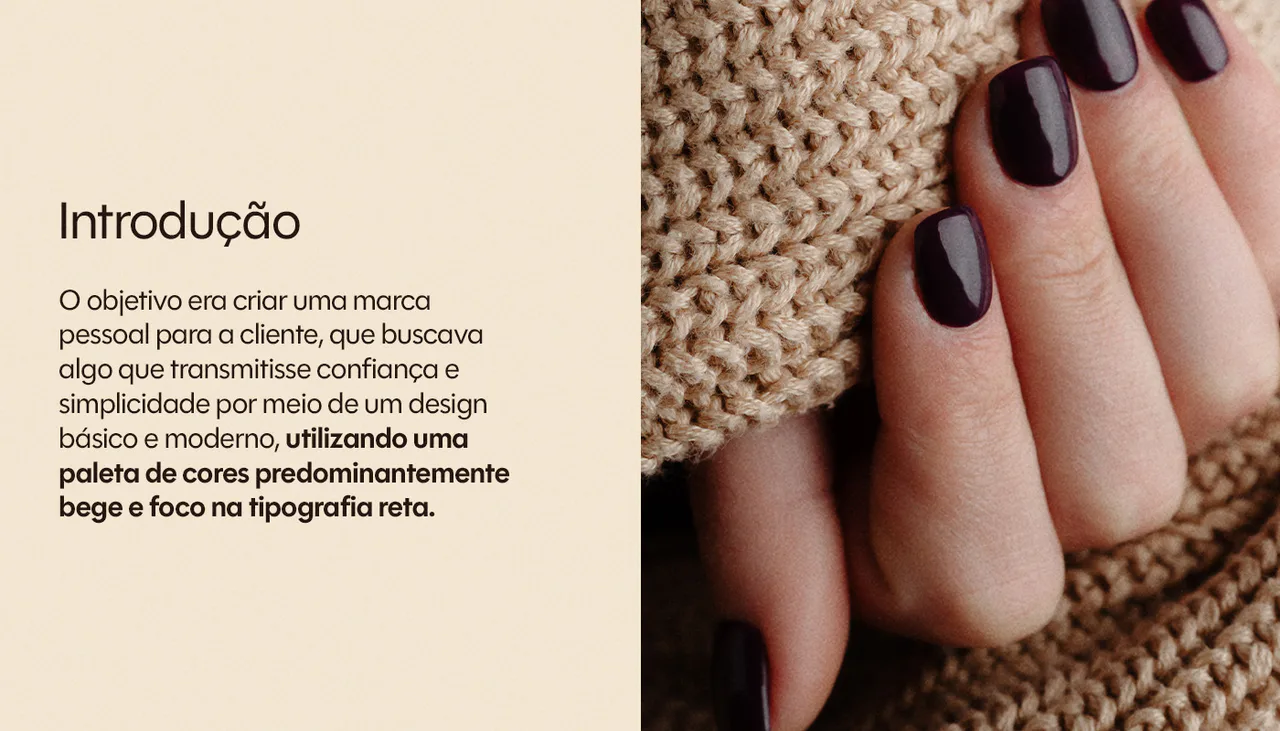 Introdução
O objetivo era criar uma marca
pessoal para a cliente, que buscava
algo que transmitisse confiança e
simplicidade por meio de um design
básico e moderno, utilizando uma
paleta de cores predominantemente
bege e foco na tipografia reta.